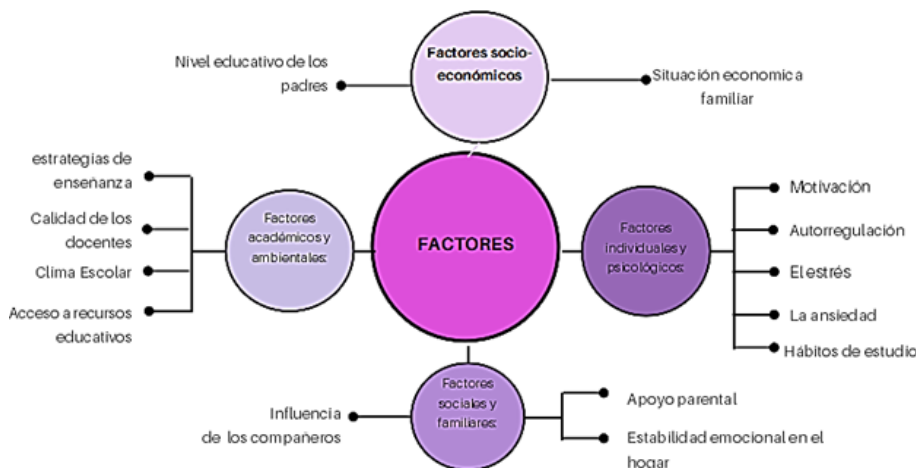 Factores socio-
económicos
Nivel educativo de los
padres
Situación economica
familiar
estrategias de
enseñanza
Calidad de los
docentes
Clima Escolar
Acceso a recursos
educativos
Factores
académicos y
ambientales:
FACTORES
Factores
individuales y
psicológicos:
Motivación
Autorregulación
El estrés
La ansiedad
Hábitos de estudio
Factores
sociales y
familiares:
Influencia
de los compañeros
Apoyo parental
Estabilidad emocional en el
hogar